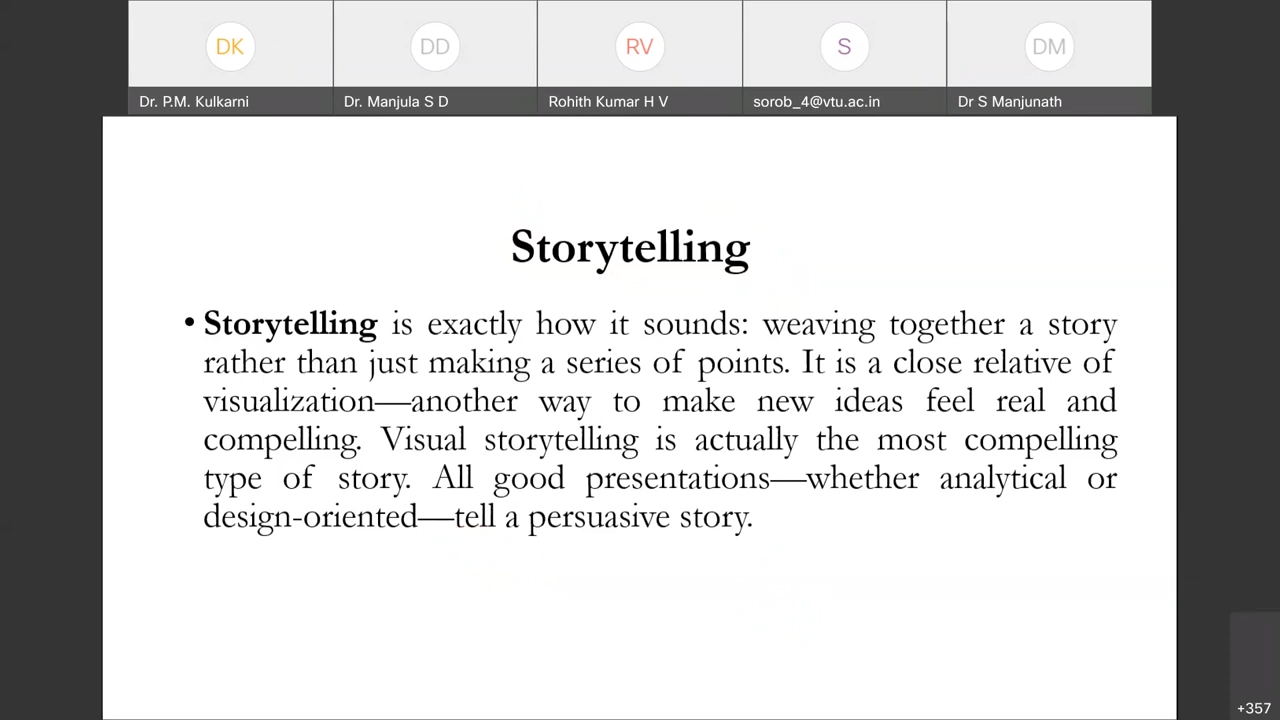 DK
DD
RV
S
DM
Dr. P.M. Kulkarni
Dr. Manjula S D
Rohith Kumar H V
sorob_4@vtu.ac.in
Dr S Manjunath
Storytelling
• Storytelling is exactly how it sounds: weaving together a story
rather than just making a series of points. It is a close relative of
visualization—another way to make new ideas feel real and
compelling. Visual storytelling is actually the most compelling
type of story. All good presentations—whether analytical or
design-oriented—tell a persuasive story.
+357